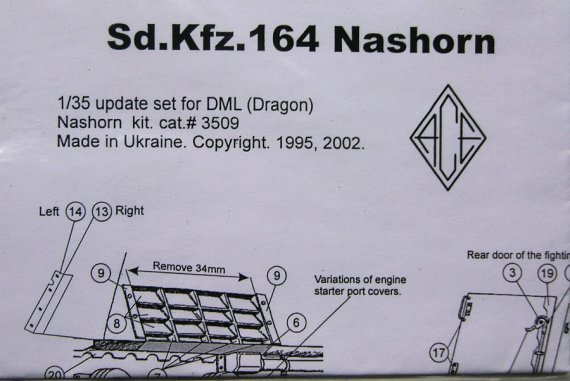 Sd.Kfz.164 Nashorn
1/35 update set for DML (Dragon)
Nashorn kit. cat.# 3509
Made in Ukraine. Copyright. 1995, 2002.
ACE
Left 14 13 Right
Remove 34mm
9
9
8
6
Variations of engine
starter port covers.
Rear door of the fightin
3
19
17
20
7